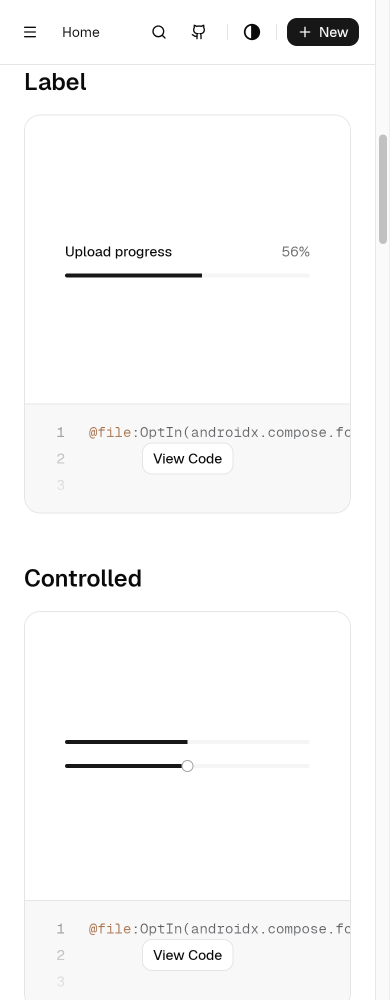 Home
New
Label
Upload progress 56%
1 @file:OptIn(androidx.compose.fo
2
View Code
3
Controlled
1 @file:OptIn(androidx.compose.fo
2
View Code
3